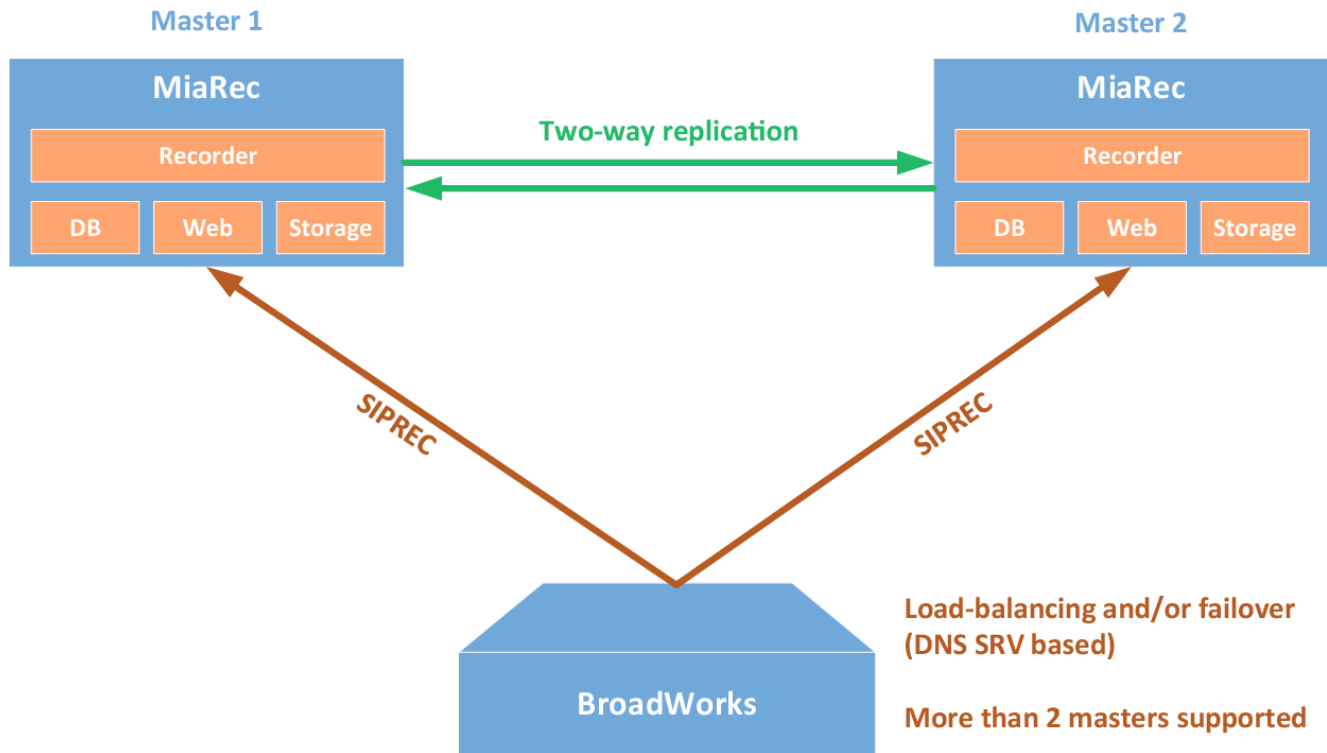 Master 1
Master 2
MiaRec
MiaRec
Two-way replication
Recorder
Recorder
DB
Web
Storage
DB
Web
Storage
SIPREC
SIPREC
Load-balancing and/or failover
(DNS SRV based)
BroadWorks
More than 2 masters supported